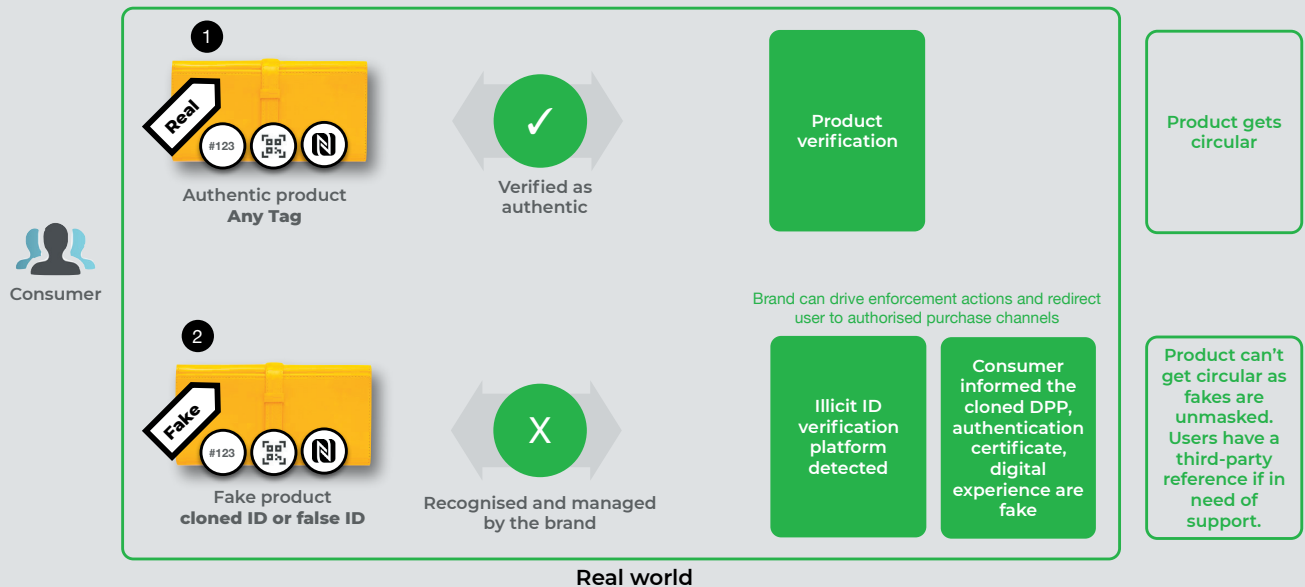 1
Real
#123
Authentic product
Any Tag
✓
Verified as
authentic
Product
verification
Product gets
circular
Consumer
Brand can drive enforcement actions and redirect
user to authorised purchase channels
2
Fake
#123
Fake product
cloned ID or false ID
X
Recognised and managed
by the brand
Illicit ID
verification
platform
detected
Consumer
informed the
cloned DPP,
authentication
certificate,
digital
experience are
fake
Product can’t
get circular as
fakes are
unmasked.
Users have a
third-party
reference if in
need of
support.
Real world